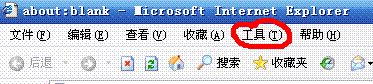 about:blank - Microsoft Internet Explorer
文件(F) 编辑(E) 查看(V) 收藏(A) 工具(T) 帮助(H)
后退 搜索 收藏夹